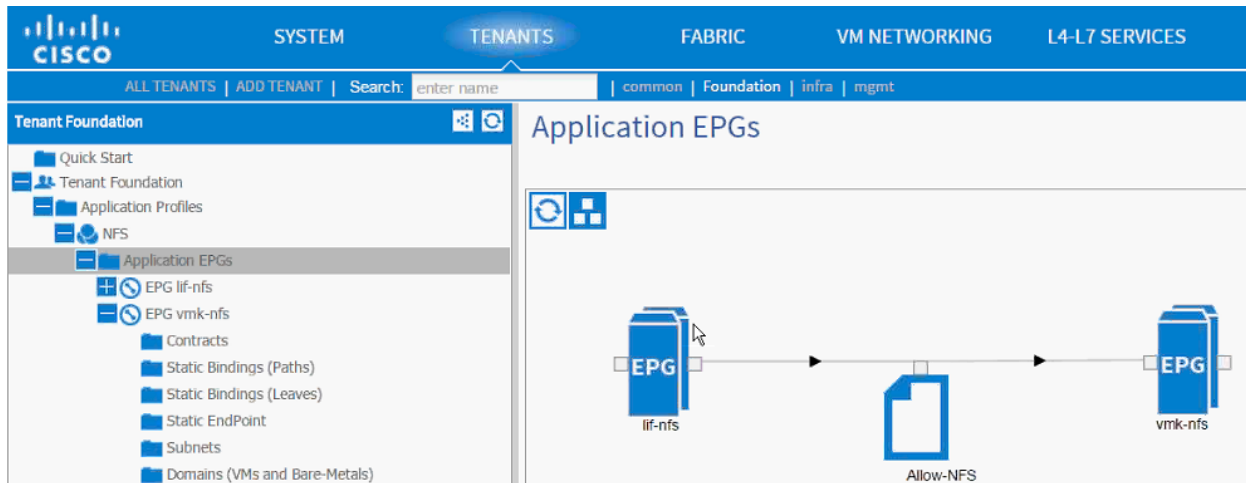 CISCO
SYSTEM TENANTS FABRIC VM NETWORKING L4-L7 SERVICES
ALL TENANTS | ADD TENANT | Search: enter name | common | Foundation | infra | mgmt
Tenant Foundation
Quick Start
Tenant Foundation
Application Profiles
NFS
Application EPGs
EPG lif-nfs
EPG vmk-nfs
Contracts
Static Bindings (Paths)
Static Bindings (Leaves)
Static EndPoint
Subnets
Domains (VMs and Bare-Metals)
Application EPGs
EPG
lif-nfs
Allow-NFS
EPG
vmk-nfs